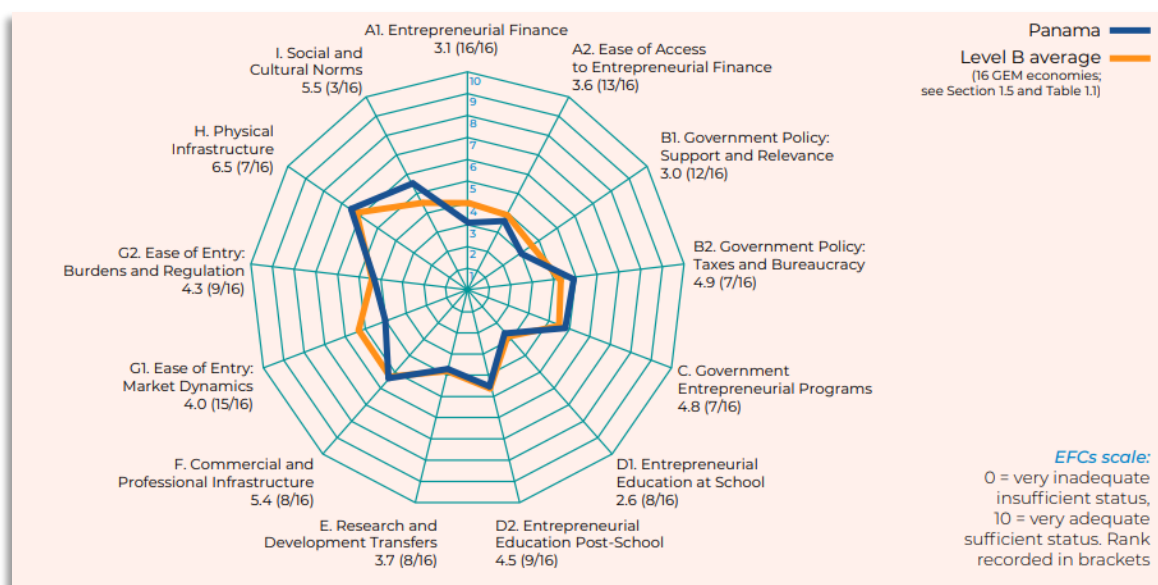 A1. Entrepreneurial Finance
3.1 (16/16)
A2. Ease of Access
to Entrepreneurial Finance
3.6 (13/16)
B1. Government Policy:
Support and Relevance
3.0 (12/16)
B2. Government Policy:
Taxes and Bureaucracy
4.9 (7/16)
C. Government
Entrepreneurial Programs
4.8 (7/16)
D1. Entrepreneurial
Education at School
2.6 (8/16)
D2. Entrepreneurial
Education Post-School
4.5 (9/16)
E. Research and
Development Transfers
3.7 (8/16)
F. Commercial and
Professional Infrastructure
5.4 (8/16)
G1. Ease of Entry:
Market Dynamics
4.0 (15/16)
G2. Ease of Entry:
Burdens and Regulation
4.3 (9/16)
H. Physical
Infrastructure
6.5 (7/16)
I. Social and
Cultural Norms
5.5 (3/16)
10
9
8
7
6
5
4
3
2
1
Panama
Level B average
(16 GEM economies;
see Section 1.5 and Table 1.1)
EFCs scale:
0 = very inadequate
insufficient status,
10 = very adequate
sufficient status. Rank
recorded in brackets